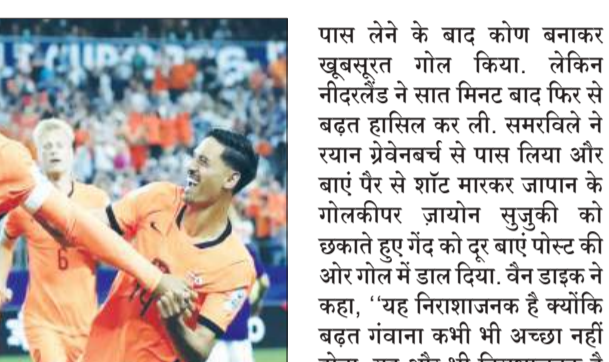 पास लेने के बाद कोण बनाकर
खूबसूरत गोल किया. लेकिन
नीदरलैंड ने सात मिनट बाद फिर से
बढ़त हासिल कर ली. समरविले ने
रयान ग्रेवेनबर्च से पास लिया और
बाएं पैर से शॉट मारकर जापान के
गोलकीपर ज़ायोन सुजुकी को
छकाते हुए गेंद को दूर बाएं पोस्ट की
ओर गोल में डाल दिया. वैन डाइक ने
कहा, ‘‘यह निराशाजनक है क्योंकि
बढ़त गंवाना कभी भी अच्छा नहीं
6